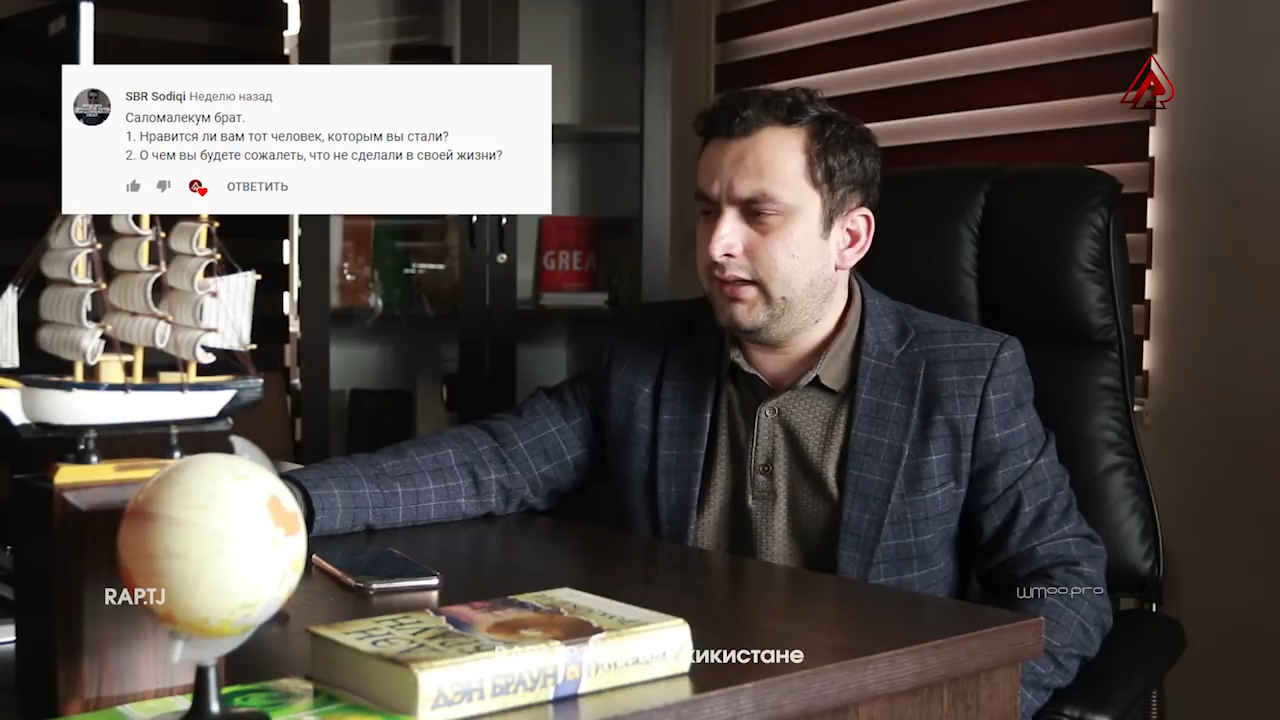 SBR Sodiqi Неделю назад
Саломалекум брат.
1. Нравится ли вам тот человек, которым вы стали?
2. О чем вы будете сожалеть, что не сделали в своей жизни?
ОТВЕТИТЬ
GREA
RAP.TJ
wmoo.pro
ДЭН БРАУН